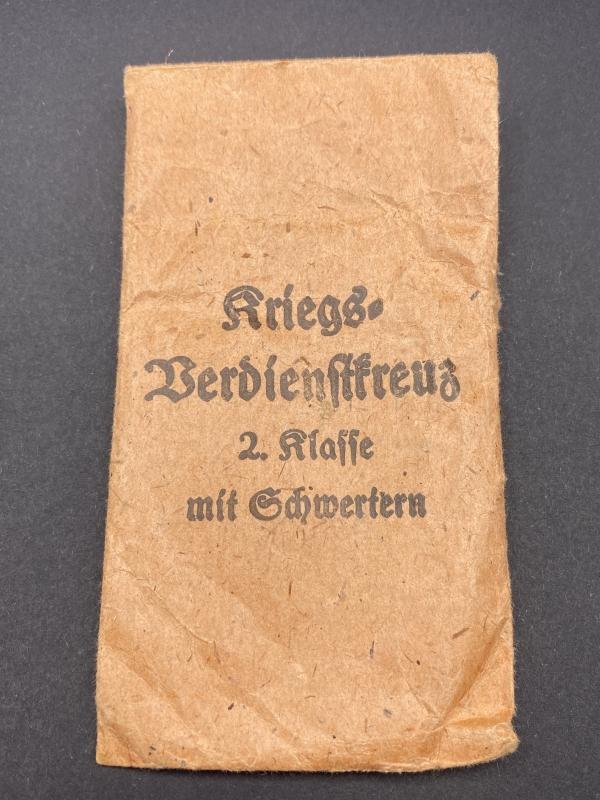 Kriegs-
Verdienstkreuz
2. Klasse
mit Schwertern